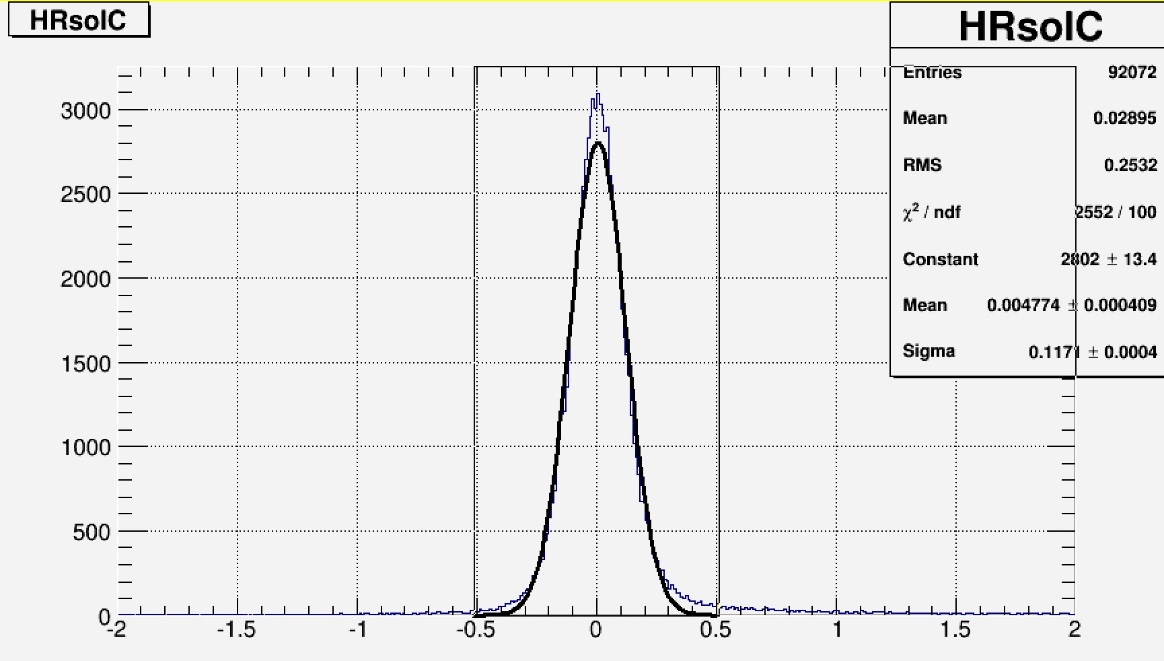 HRsolC
HRsolC
Entries 92072
Mean 0.02895
RMS 0.2532
χ² / ndf 2552 / 100
Constant 2802 ± 13.4
Mean 0.004774 ± 0.000409
Sigma 0.1171 ± 0.0004
3000
2500
2000
1500
1000
500
0
-2 -1.5 -1 -0.5 0 0.5 1 1.5 2